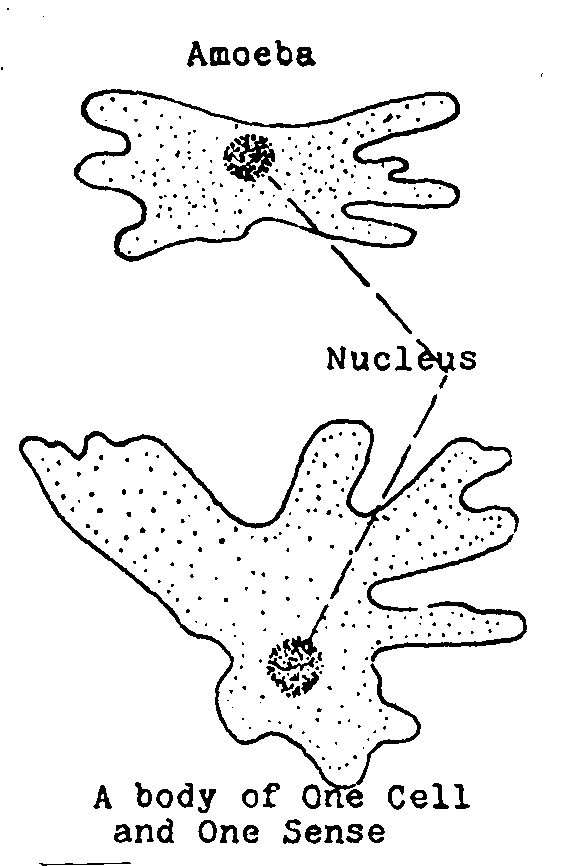 Amoeba
Nucleus
A body of One Cell
and One Sense